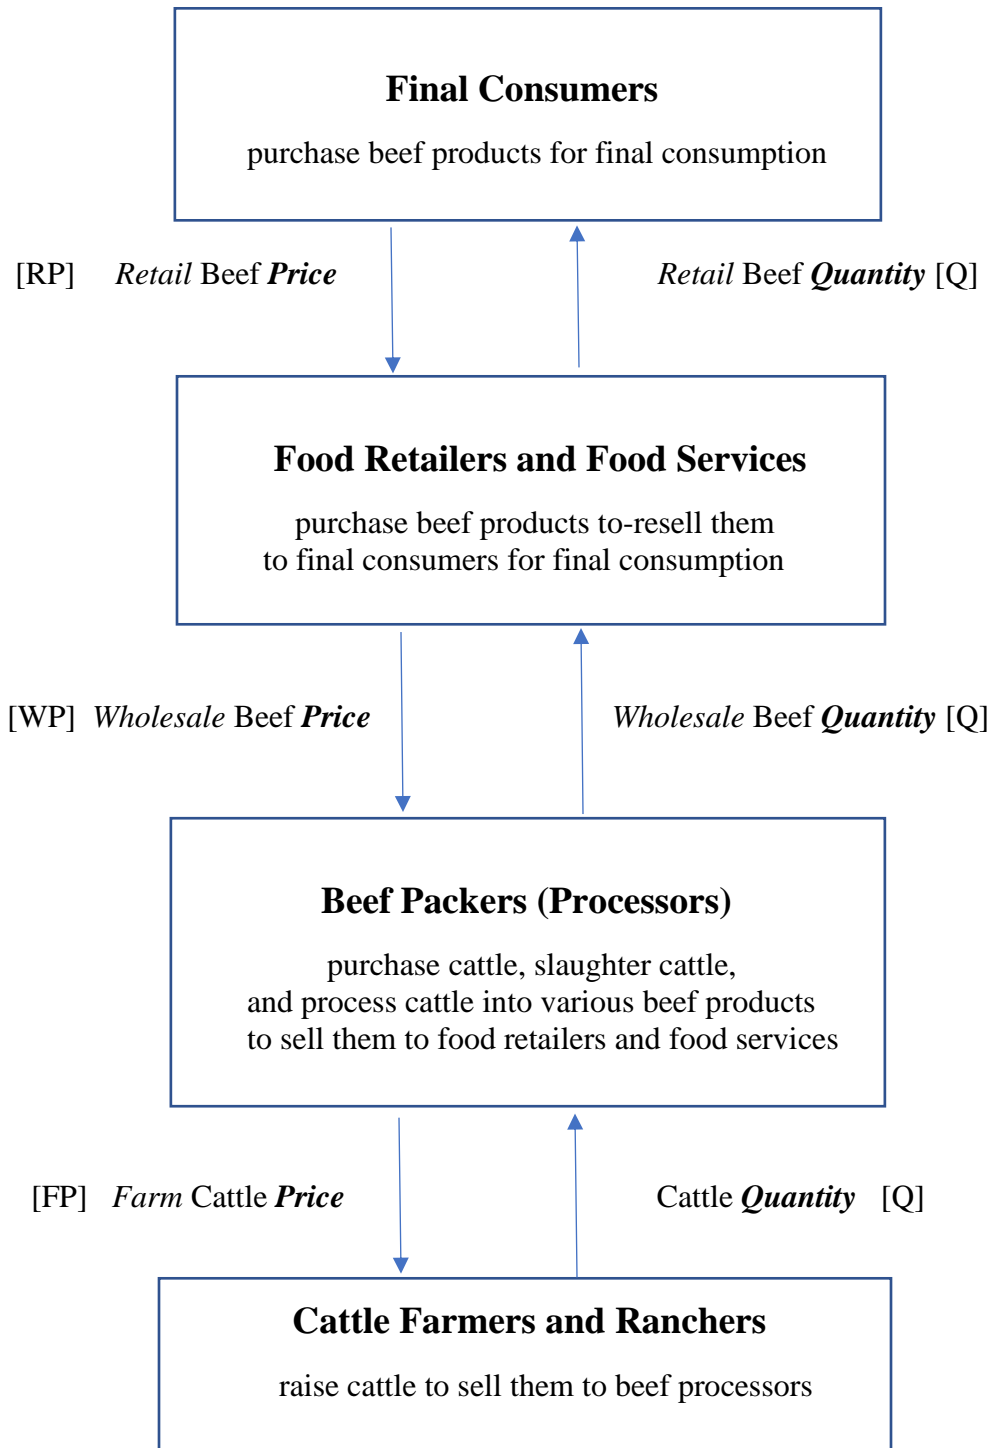 Final Consumers
purchase beef products for final consumption
[RP] Retail Beef Price
Retail Beef Quantity [Q]
Food Retailers and Food Services
purchase beef products to-resell them
to final consumers for final consumption
[WP] Wholesale Beef Price
Wholesale Beef Quantity [Q]
Beef Packers (Processors)
purchase cattle, slaughter cattle,
and process cattle into various beef products
to sell them to food retailers and food services
[FP] Farm Cattle Price
Cattle Quantity [Q]
Cattle Farmers and Ranchers
raise cattle to sell them to beef processors